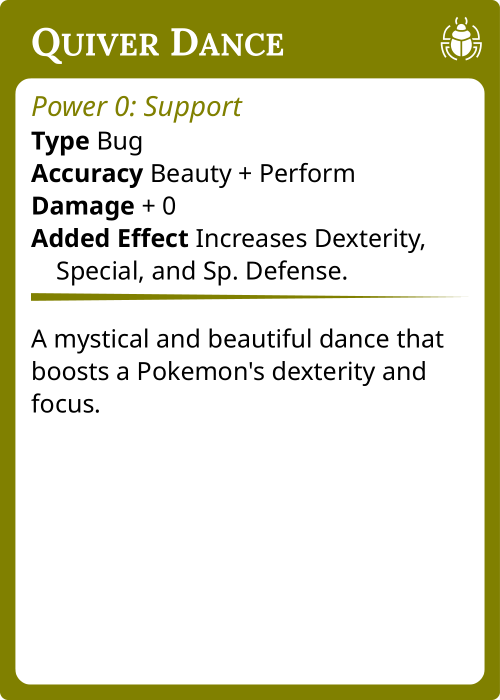 Quiver Dance
Power 0: Support
Type Bug
Accuracy Beauty + Perform
Damage + 0
Added Effect Increases Dexterity,
Special, and Sp. Defense.
A mystical and beautiful dance that
boosts a Pokemon's dexterity and
focus.